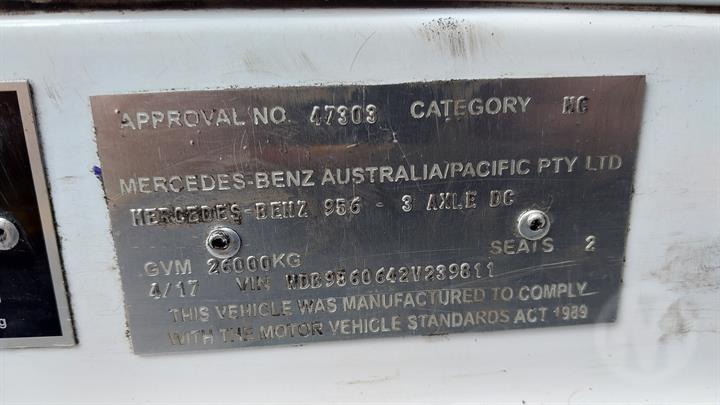 APPROVAL NO. 47303 CATEGORY NC
MERCEDES-BENZ AUSTRALIA/PACIFIC PTY LTD
MERCEDES-BENZ 956 - 3 AXLE DC
SEATS 2
GVM 26000KG
4/17 VIN WDB9560642V239811
THIS VEHICLE WAS MANUFACTURED TO COMPLY
WITH THE MOTOR VEHICLE STANDARDS ACT 1989
g